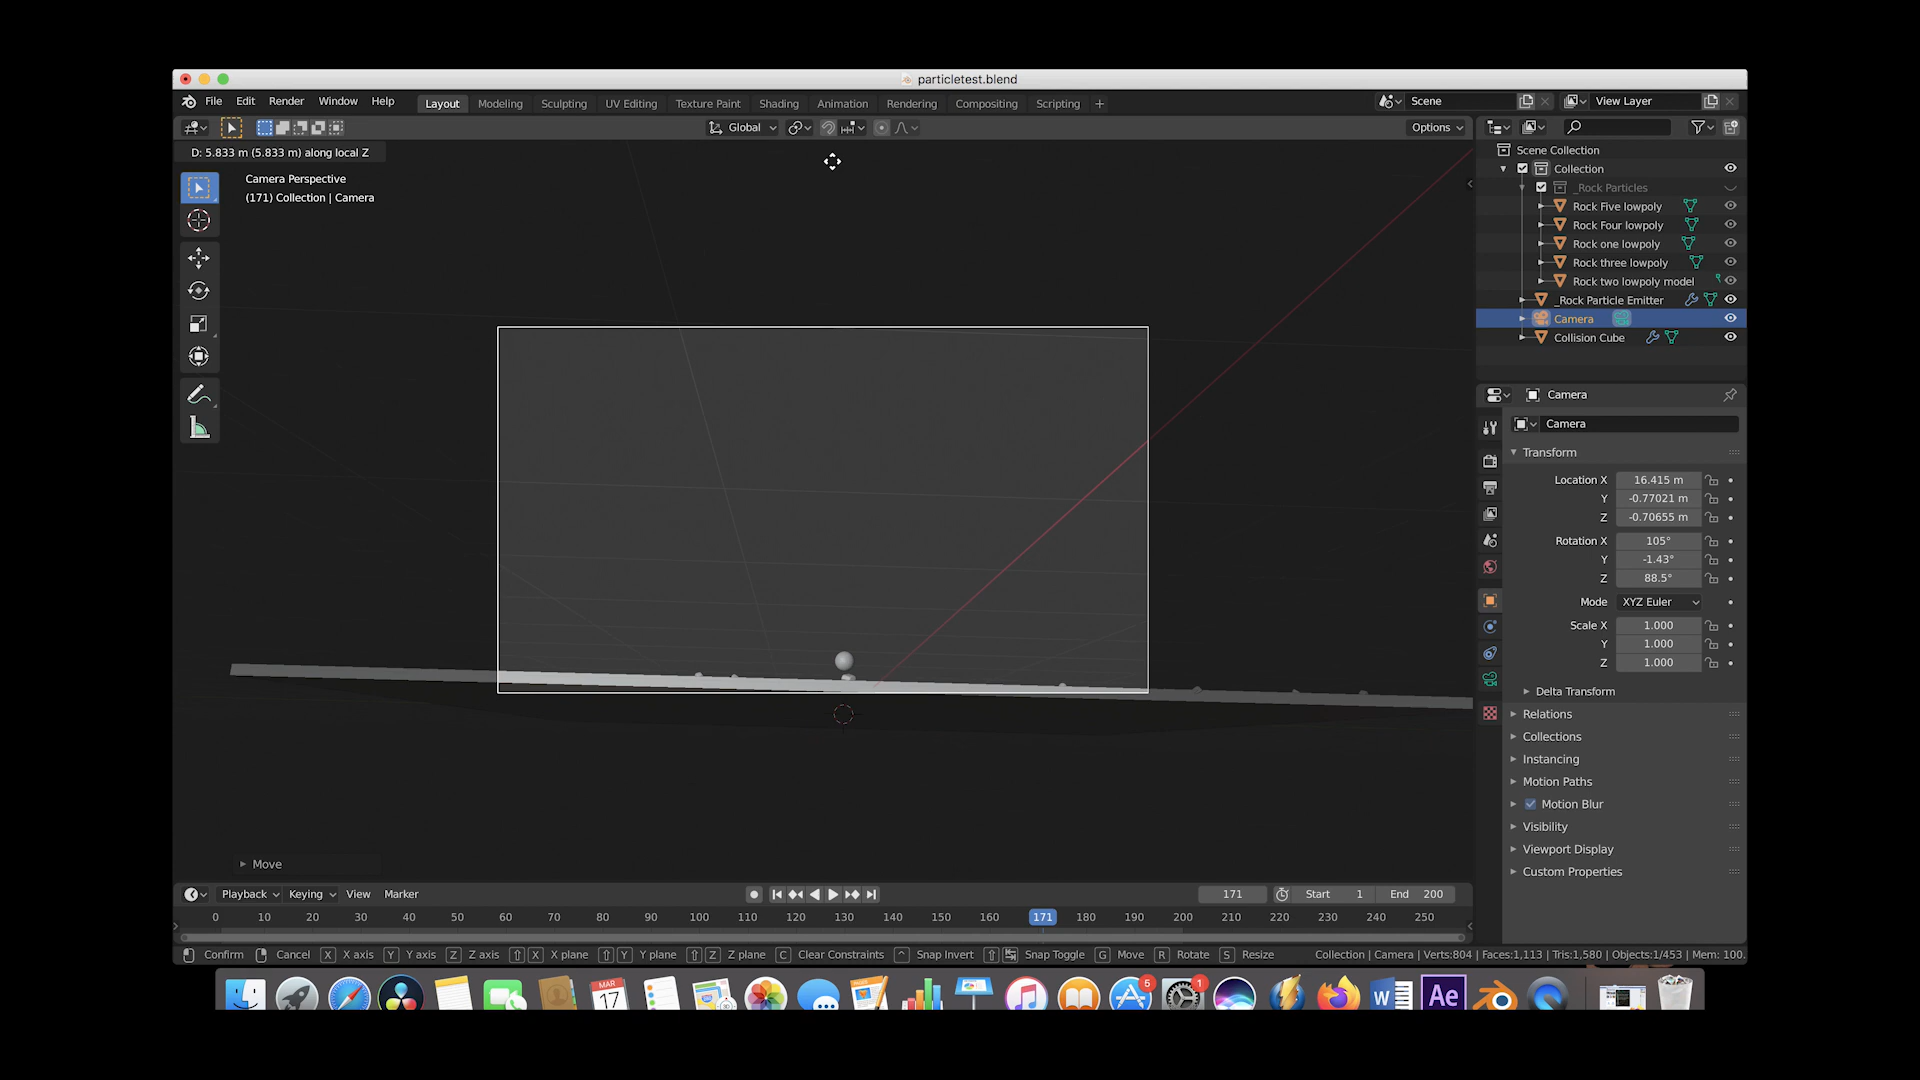 particletest.blend
File Edit Render Window Help Layout Modeling Sculpting UV Editing Texture Paint Shading Animation Rendering Compositing Scripting + Scene View Layer
Global Options
D: 5.833 m (5.833 m) along local Z
Camera Perspective
(171) Collection | Camera
Scene Collection
Collection
_Rock Particles
Rock Five lowpoly
Rock Four lowpoly
Rock one lowpoly
Rock three lowpoly
Rock two lowpoly model
_Rock Particle Emitter
Camera
Collision Cube
Camera
Camera
Transform
Location X 16.415 m
Y -0.77021 m
Z -0.70655 m
Rotation X 105°
Y -1.43°
Z 88.5°
Mode XYZ Euler
Scale X 1.000
Y 1.000
Z 1.000
Delta Transform
Relations
Collections
Instancing
Motion Paths
Motion Blur
Visibility
Viewport Display
Custom Properties
Move
Playback Keying View Marker 171 Start 1 End 200
0 10 20 30 40 50 60 70 80 90 100 110 120 130 140 150 160 171 180 190 200 210 220 230 240 250
Confirm Cancel X X axis Y Y axis Z Z axis X X plane Y Y plane Z Z plane C Clear Constraints Snap Invert Snap Toggle G Move R Rotate S Resize Collection | Camera | Verts:804 | Faces:1,113 | Tris:1,580 | Objects:1/453 | Mem: 100.
MAR
17
5
1
W
Ae